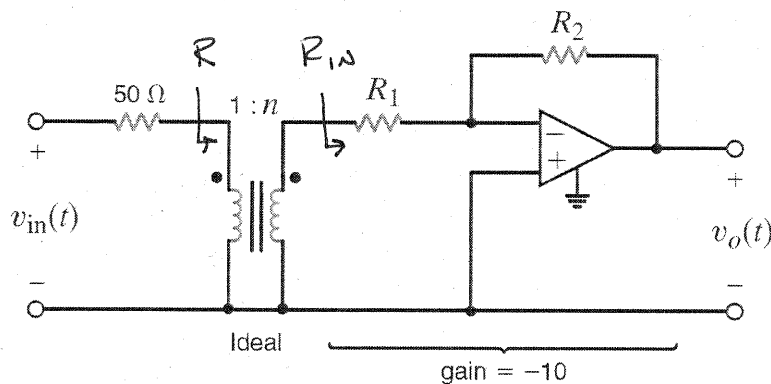 R
R_IN
R_2
50 Ω
1 : n
R_1
+
−
+
+
v_in(t)
v_o(t)
−
−
Ideal
gain = −10